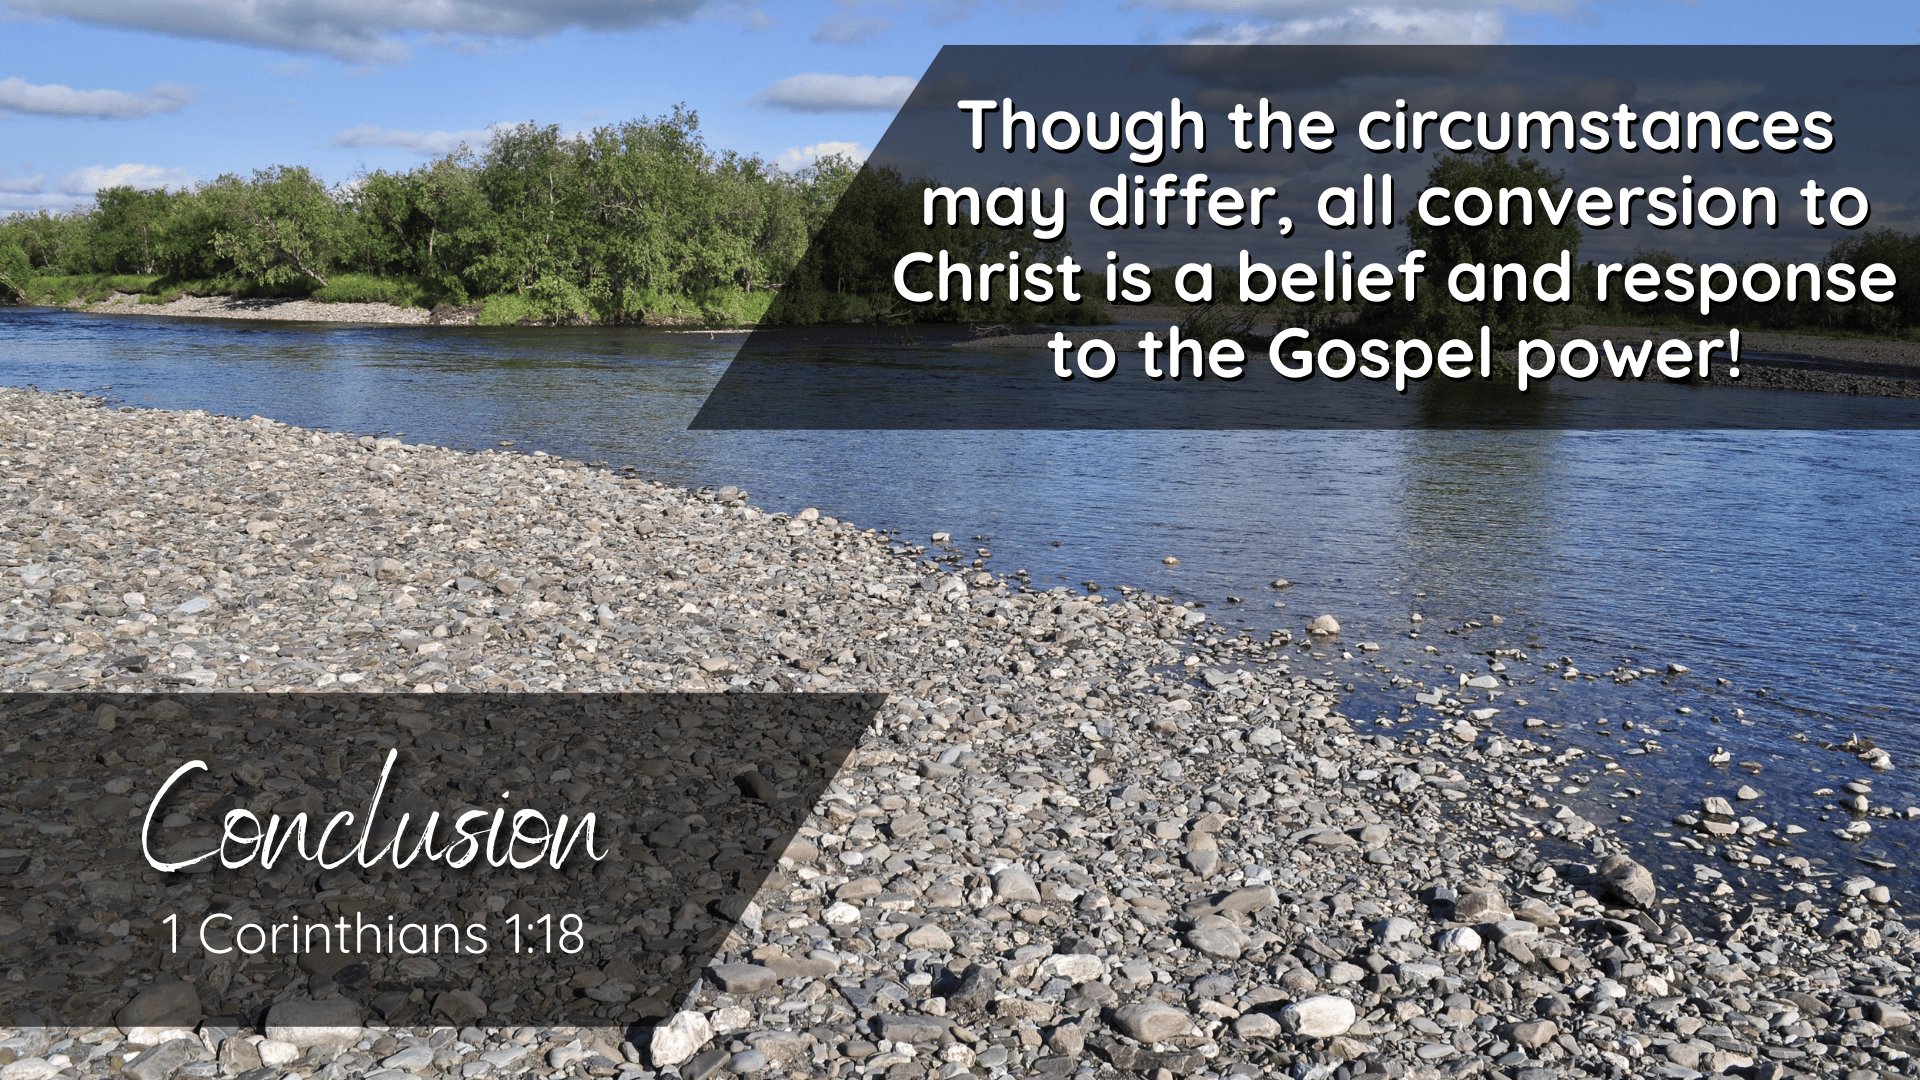 Though the circumstances
may differ, all conversion to
Christ is a belief and response
to the Gospel power!
Conclusion
1 Corinthians 1:18